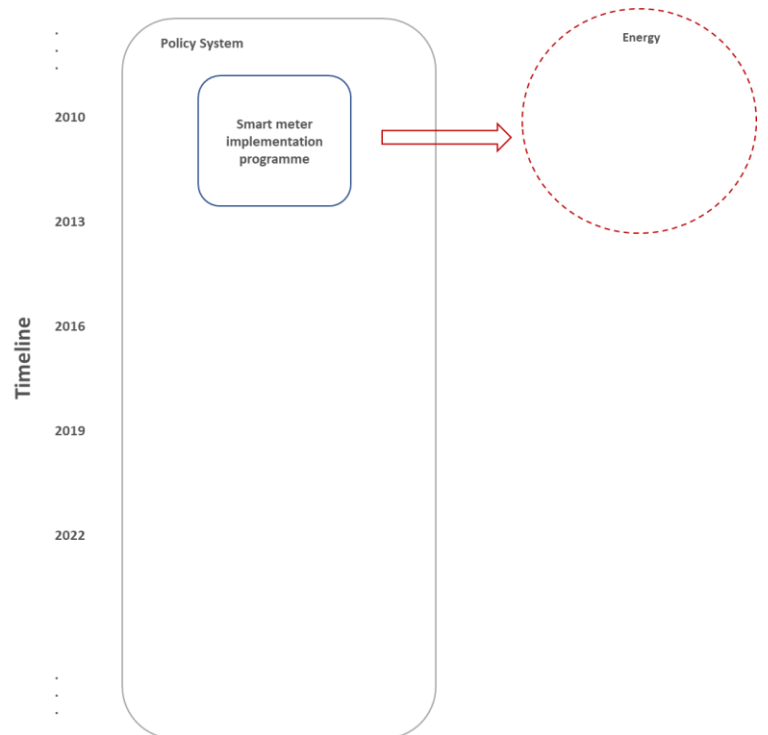 .
.
.
Policy System
Energy
2010
Smart meter
implementation
programme
2013
2016
Timeline
2019
2022
.
.
.